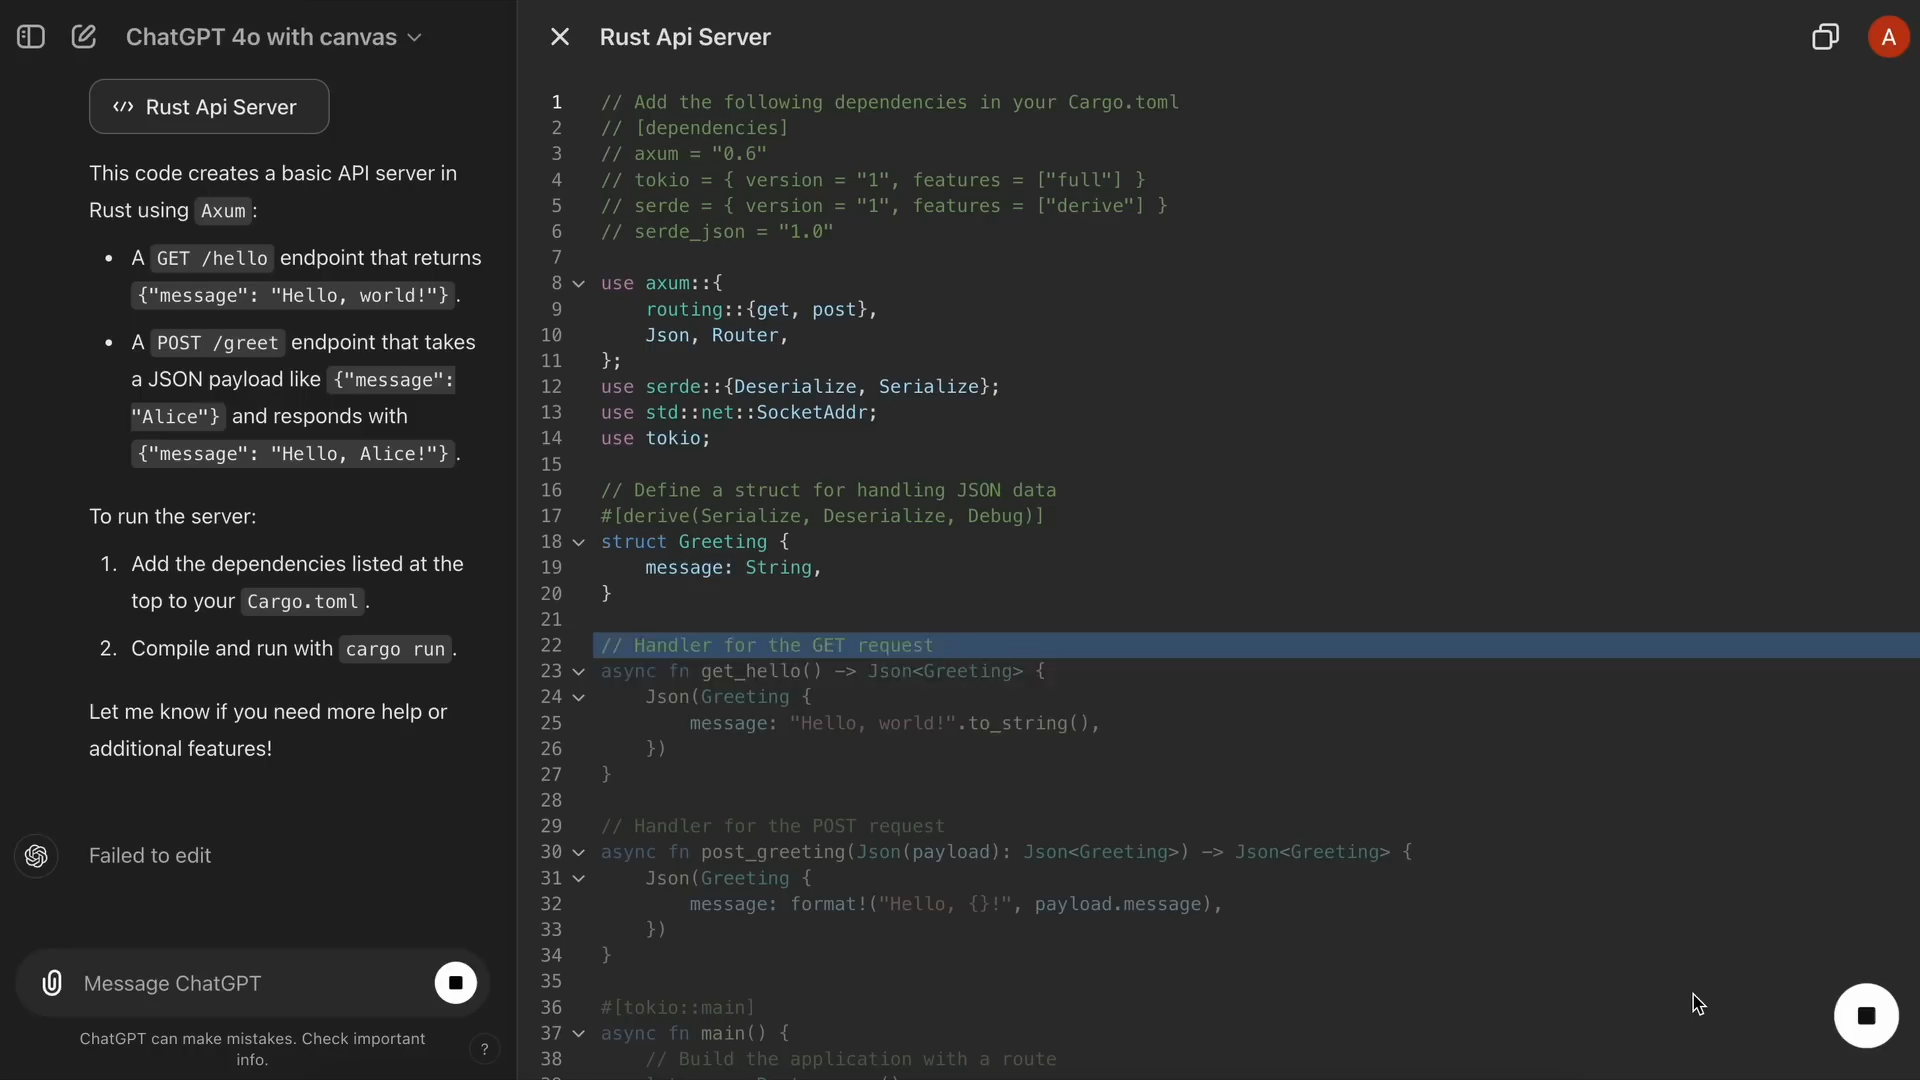 ChatGPT 4o with canvas
Rust Api Server
This code creates a basic API server in
Rust using Axum:
• A GET /hello endpoint that returns
{"message": "Hello, world!"}.
• A POST /greet endpoint that takes
a JSON payload like {"message":
"Alice"} and responds with
{"message": "Hello, Alice!"}.
To run the server:
1. Add the dependencies listed at the
top to your Cargo.toml.
2. Compile and run with cargo run.
Let me know if you need more help or
additional features!
Failed to edit
Message ChatGPT
ChatGPT can make mistakes. Check important
info.
?
Rust Api Server
A
1 // Add the following dependencies in your Cargo.toml
2 // [dependencies]
3 // axum = "0.6"
4 // tokio = { version = "1", features = ["full"] }
5 // serde = { version = "1", features = ["derive"] }
6 // serde_json = "1.0"
7
8 use axum::{
9     routing::{get, post},
10     Json, Router,
11 };
12 use serde::{Deserialize, Serialize};
13 use std::net::SocketAddr;
14 use tokio;
15
16 // Define a struct for handling JSON data
17 #[derive(Serialize, Deserialize, Debug)]
18 struct Greeting {
19     message: String,
20 }
21
22 // Handler for the GET request
23 async fn get_hello() -> Json<Greeting> {
24     Json(Greeting {
25         message: "Hello, world!".to_string(),
26     })
27 }
28
29 // Handler for the POST request
30 async fn post_greeting(Json(payload): Json<Greeting>) -> Json<Greeting> {
31     Json(Greeting {
32         message: format!("Hello, {}!", payload.message),
33     })
34 }
35
36 #[tokio::main]
37 async fn main() {
38     // Build the application with a route